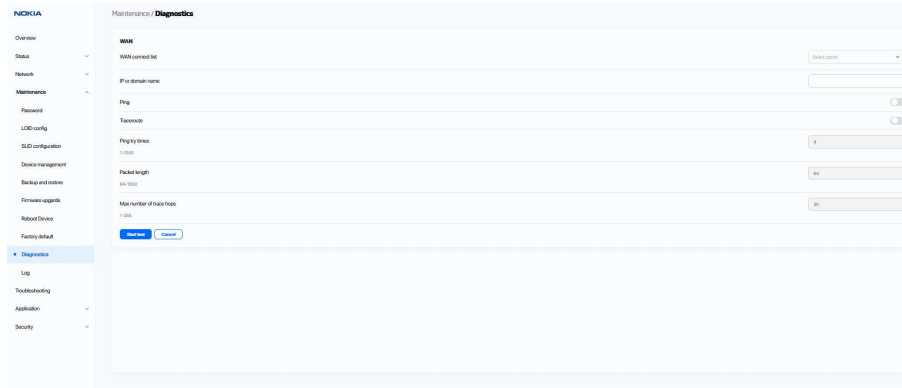 NOKIA
Maintenance / Diagnostics
Overview
Status
Network
Maintenance
Password
LOID config
SLID configuration
Device management
Backup and restore
Firmware upgrade
Reboot Device
Factory default
Diagnostics
Log
Troubleshooting
Application
Security
WAN
WAN connect list
Select option
IP or domain name
Ping
Traceroute
Ping try times
4
1-1000
Packet length
64
64-1500
Max number of trace hops
30
1-255
Start test
Cancel